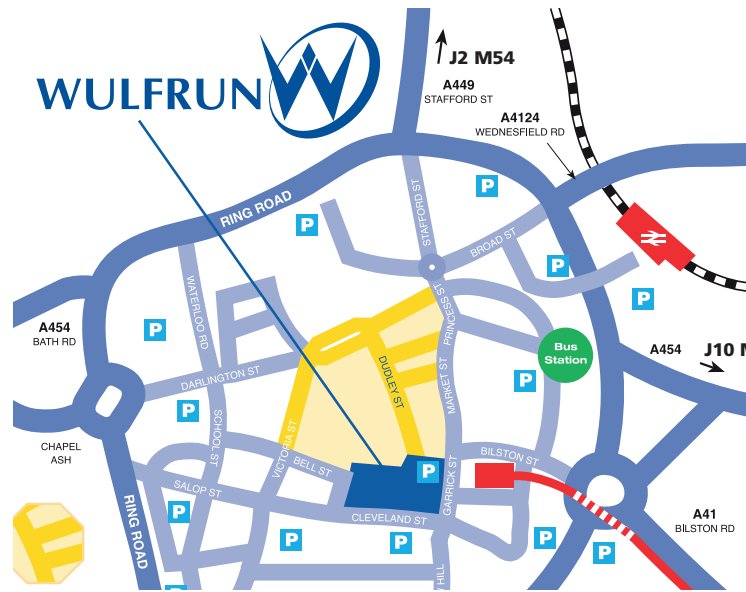 WULFRUN
W
J2 M54
A449
STAFFORD ST
A4124
WEDNESFIELD RD
RING ROAD
P
P
STAFFORD ST
BROAD ST
P
P
WATERLOO RD
PRINCESS ST
A454
BATH RD
P
Bus
Station
A454
J10 M
DARLINGTON ST
DUDLEY ST
MARKET ST
P
P
CHAPEL
ASH
SCHOOL ST
VICTORIA ST
BELL ST
BILSTON ST
P
SALOP ST
GARRICK ST
RING ROAD
P
CLEVELAND ST
A41
BILSTON RD
P
P
P
P
HILL
P